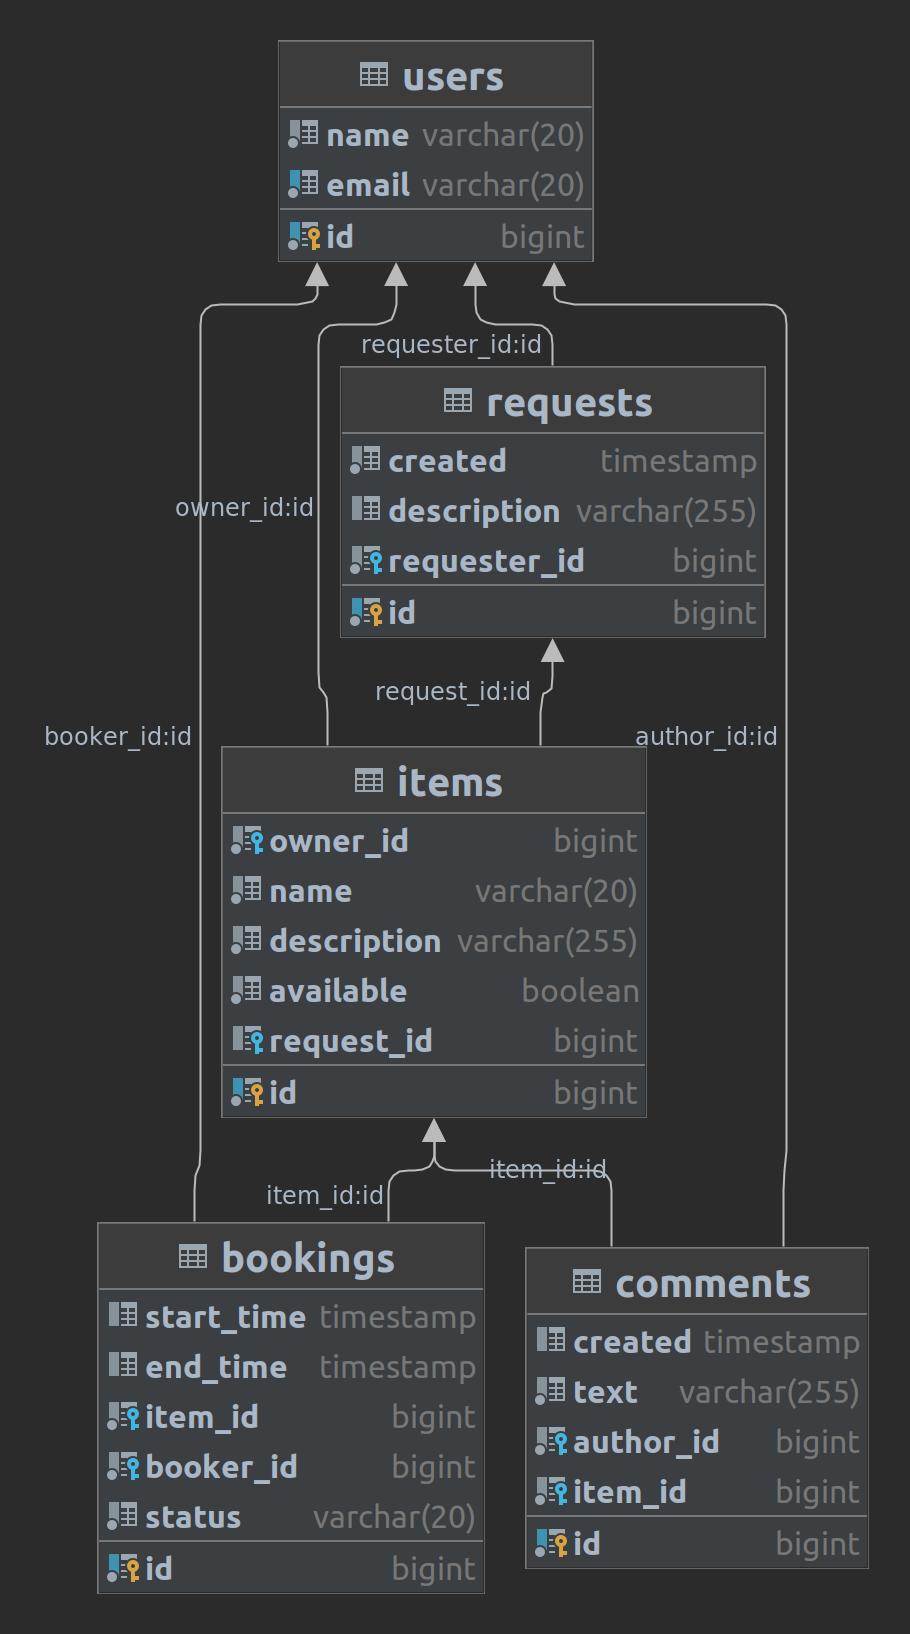 users
name varchar(20)
email varchar(20)
id bigint
requester_id:id
requests
created timestamp
description varchar(255)
requester_id bigint
id bigint
owner_id:id
request_id:id
booker_id:id
author_id:id
items
owner_id bigint
name varchar(20)
description varchar(255)
available boolean
request_id bigint
id bigint
item_id:id
item_id:id
bookings
start_time timestamp
end_time timestamp
item_id bigint
booker_id bigint
status varchar(20)
id bigint
comments
created timestamp
text varchar(255)
author_id bigint
item_id bigint
id bigint